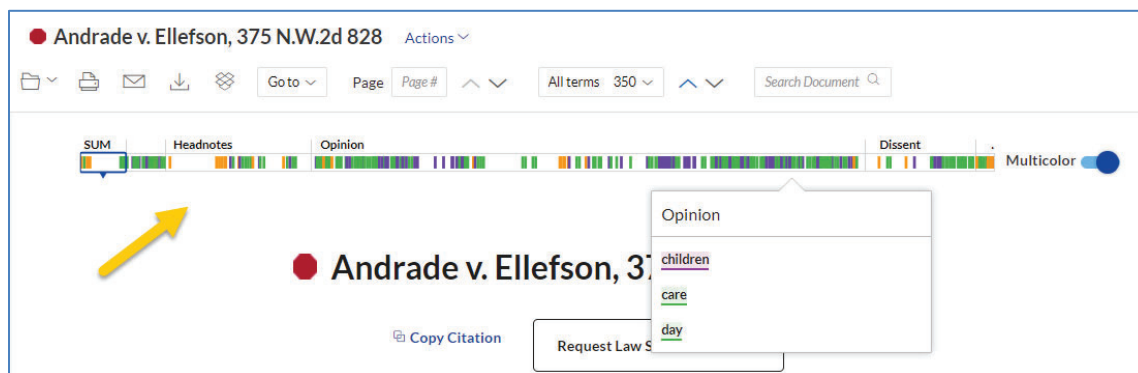 Andrade v. Ellefson, 375 N.W.2d 828 Actions
Go to Page Page # All terms 350 Search Document
SUM Headnotes Opinion Dissent .
Multicolor
Opinion
children
Andrade v. Ellefson, 37
care
day
Copy Citation Request Law S